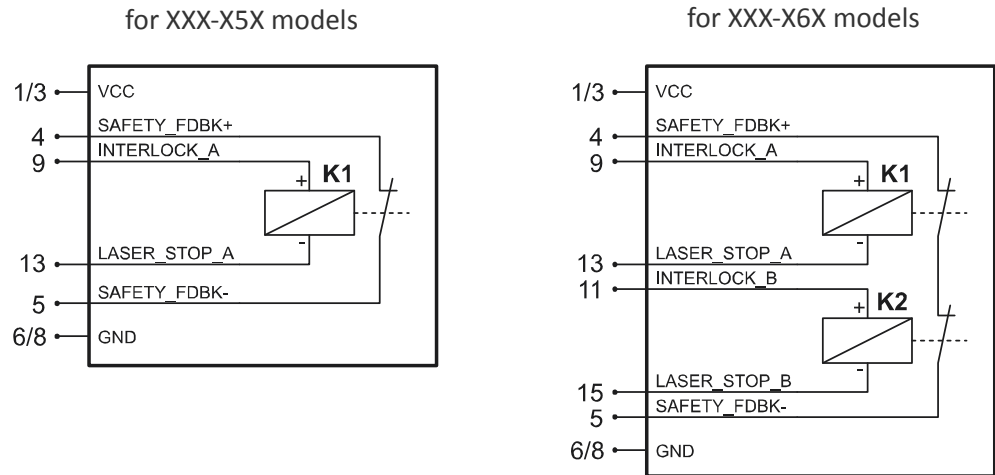 for XXX-X5X models
1/3 VCC
4 SAFETY_FDBK+
9 INTERLOCK_A
+ K1
-
13 LASER_STOP_A
5 SAFETY_FDBK-
6/8 GND
for XXX-X6X models
1/3 VCC
4 SAFETY_FDBK+
9 INTERLOCK_A
+ K1
-
13 LASER_STOP_A
11 INTERLOCK_B
+ K2
-
15 LASER_STOP_B
5 SAFETY_FDBK-
6/8 GND